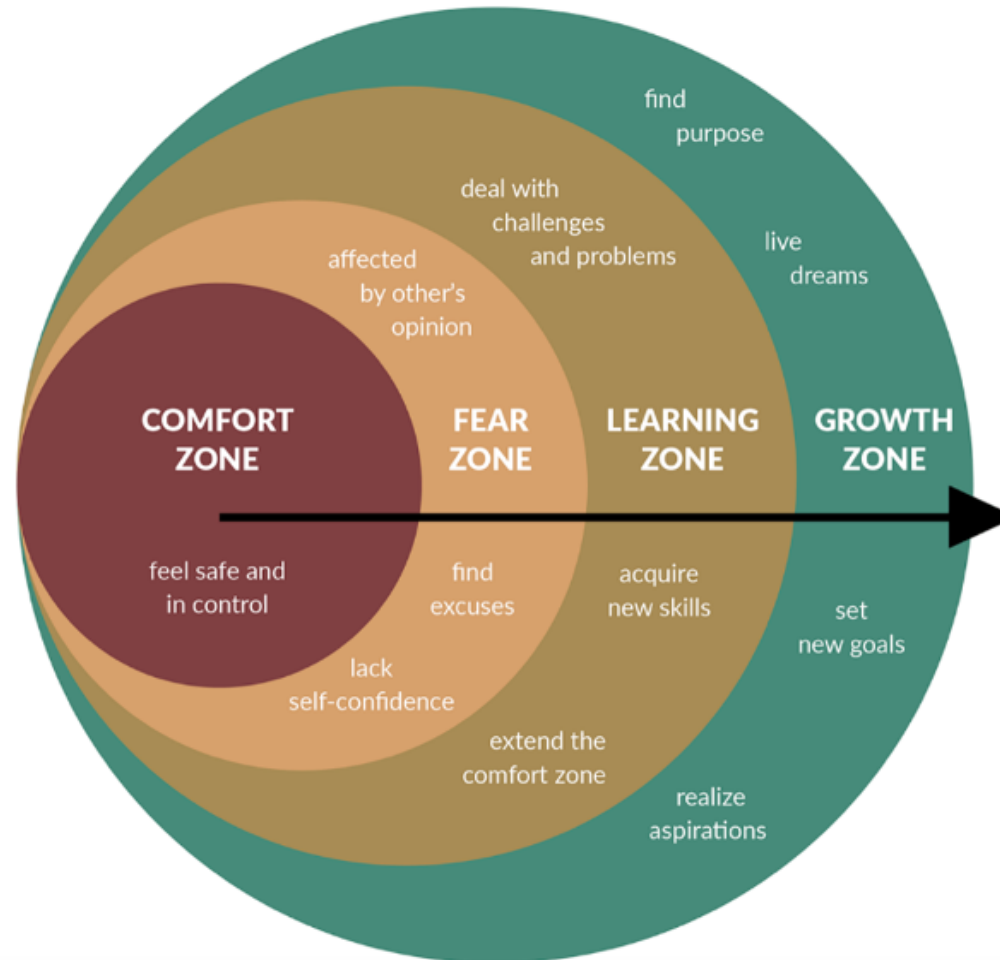 find
purpose
deal with
challenges
and problems
live
dreams
affected
by other's
opinion
COMFORT
ZONE
FEAR
ZONE
LEARNING
ZONE
GROWTH
ZONE
feel safe and
in control
find
excuses
acquire
new skills
set
new goals
lack
self-confidence
extend the
comfort zone
realize
aspirations